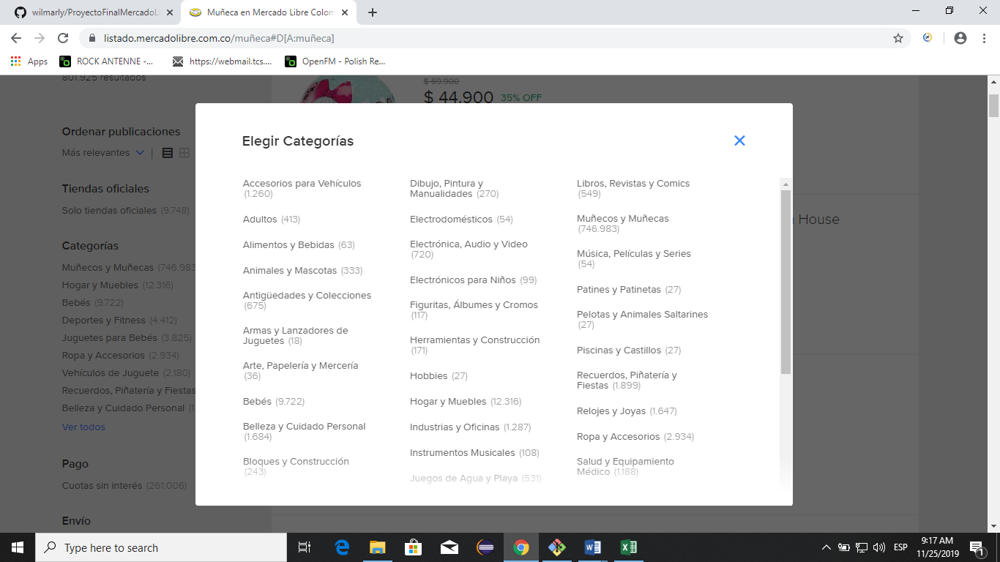 wilmarly/ProyectoFinalMercadoLi
Muñeca en Mercado Libre Colom
listado.mercadolibre.com.co/muñeca#D[A:muñeca]
Apps
ROCK ANTENNE -...
https://webmail.tcs....
OpenFM - Polish Re...
801.925 resultados
$ 69.900
$ 44.900 35% OFF
Ordenar publicaciones
Más relevantes
Tiendas oficiales
Solo tiendas oficiales (9.748)
Categorías
Muñecos y Muñecas (746.983
Hogar y Muebles (12.316)
Bebés (9.722)
Deportes y Fitness (4.412)
Juguetes para Bebés (3.825)
Ropa y Accesorios (2.934)
Vehículos de Juguete (2.180)
Recuerdos, Piñatería y Fiestas
Belleza y Cuidado Personal (1
Ver todos
Pago
Cuotas sin interés (261.006)
Envío
Elegir Categorías
Accesorios para Vehículos
(1.260)
Adultos (413)
Alimentos y Bebidas (63)
Animales y Mascotas (333)
Antigüedades y Colecciones
(675)
Armas y Lanzadores de
Juguetes (18)
Arte, Papelería y Mercería
(36)
Bebés (9.722)
Belleza y Cuidado Personal
(1.684)
Bloques y Construcción
(243)
Dibujo, Pintura y
Manualidades (270)
Electrodomésticos (54)
Electrónica, Audio y Video
(720)
Electrónicos para Niños (99)
Figuritas, Álbumes y Cromos
(117)
Herramientas y Construcción
(171)
Hobbies (27)
Hogar y Muebles (12.316)
Industrias y Oficinas (1.287)
Instrumentos Musicales (108)
Juegos de Agua y Playa (531)
Libros, Revistas y Comics
(549)
Muñecos y Muñecas
(746.983)
Música, Películas y Series
(54)
Patines y Patinetas (27)
Pelotas y Animales Saltarines
(27)
Piscinas y Castillos (27)
Recuerdos, Piñatería y
Fiestas (1.899)
Relojes y Joyas (1.647)
Ropa y Accesorios (2.934)
Salud y Equipamiento
Médico (1.188)
House
Type here to search
ESP
9:17 AM
11/25/2019
1